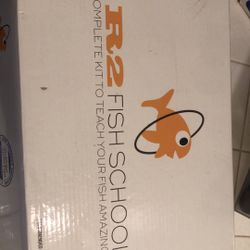 R2 FISH SCHOOL
COMPLETE KIT TO TEACH YOUR FISH AMAZING